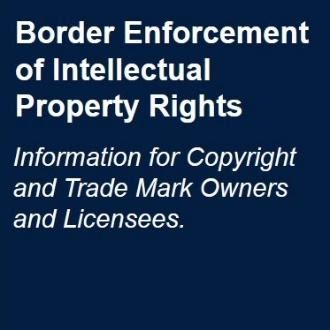 Border Enforcement
of Intellectual
Property Rights
Information for Copyright
and Trade Mark Owners
and Licensees.